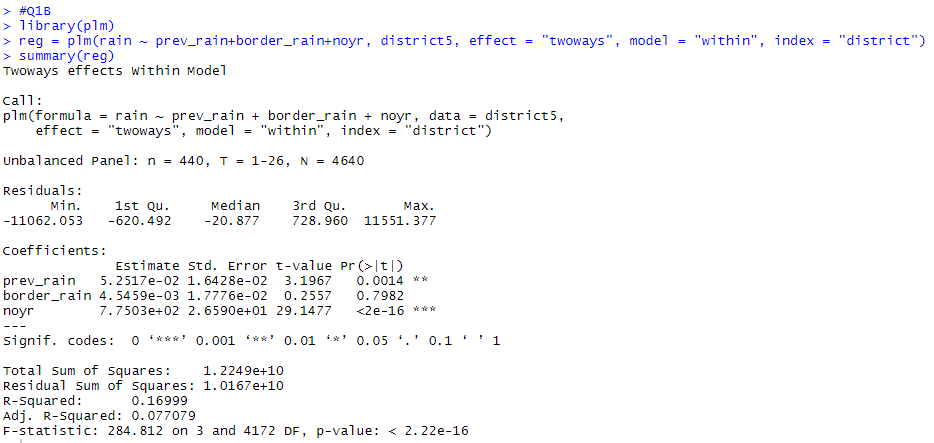 > #Q1B
> library(plm)
> reg = plm(rain ~ prev_rain+border_rain+noyr, district5, effect = "twoways", model = "within", index = "district")
> summary(reg)
Twoways effects Within Model
Call:
plm(formula = rain ~ prev_rain + border_rain + noyr, data = district5,
    effect = "twoways", model = "within", index = "district")
Unbalanced Panel: n = 440, T = 1-26, N = 4640
Residuals:
      Min.    1st Qu.     Median    3rd Qu.       Max.
-11062.053   -620.492    -20.877    728.960  11551.377
Coefficients:
              Estimate Std. Error t-value Pr(>|t|)
prev_rain   5.2517e-02 1.6428e-02  3.1967   0.0014 **
border_rain 4.5459e-03 1.7776e-02  0.2557   0.7982
noyr        7.7503e+02 2.6590e+01 29.1477   <2e-16 ***
---
Signif. codes:  0 ‘***’ 0.001 ‘**’ 0.01 ‘*’ 0.05 ‘.’ 0.1 ‘ ’ 1
Total Sum of Squares:    1.2249e+10
Residual Sum of Squares: 1.0167e+10
R-Squared:      0.16999
Adj. R-Squared: 0.077079
F-statistic: 284.812 on 3 and 4172 DF, p-value: < 2.22e-16